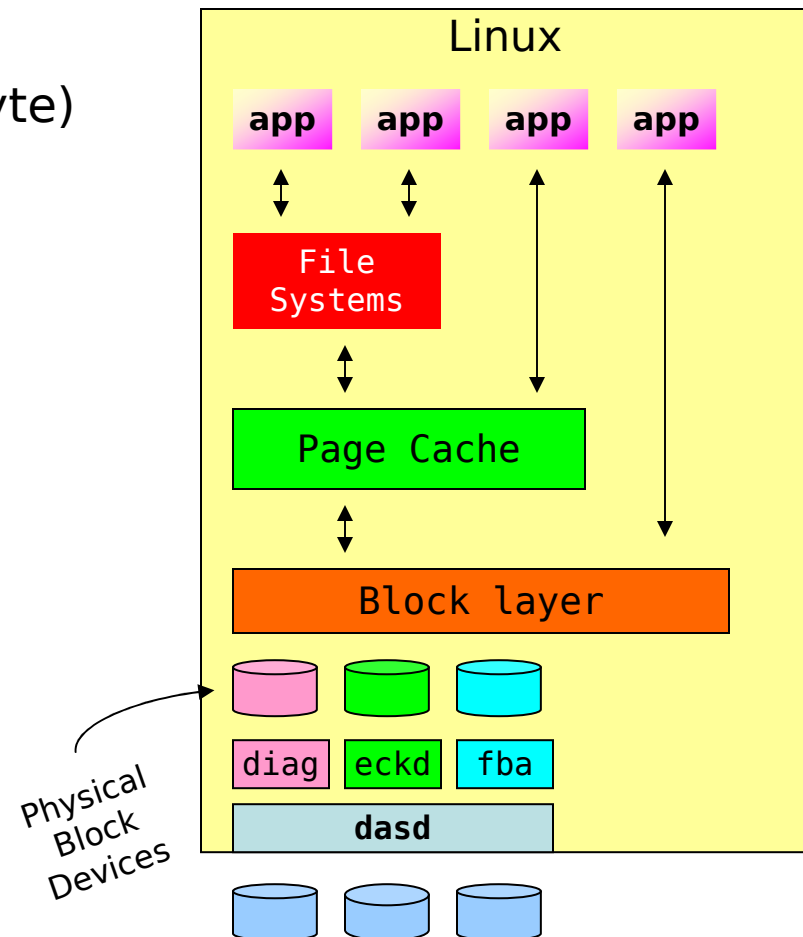 Linux
yte)
app app app app
File
Systems
Page Cache
Block layer
diag eckd fba
Physical
Block
Devices
dasd